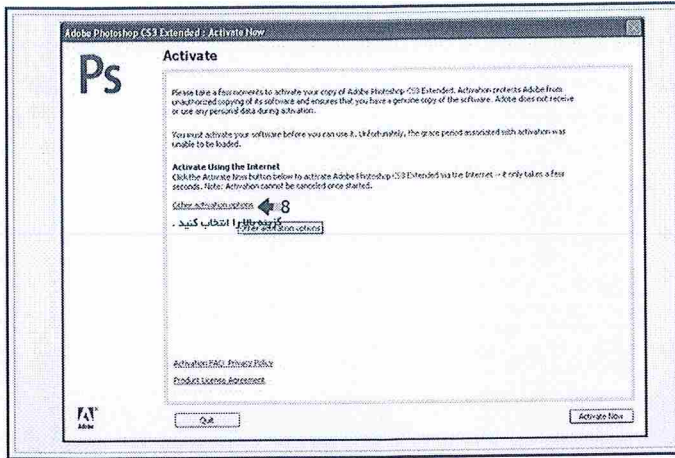 Adobe Photoshop CS3 Extended : Activate Now
Ps
Activate
Please take a few moments to activate your copy of Adobe Photoshop CS3 Extended. Activation protects Adobe from
unauthorized copying of its software and ensures that you have a genuine copy of the software. Adobe does not receive
or use any personal data during activation.
You must activate your software before you can use it. Unfortunately, the grace period associated with activation was
unable to be loaded.
Activate Using the Internet
Click the Activate Now button below to activate Adobe Photoshop CS3 Extended via the Internet -- it only takes a few
seconds. Note: Activation cannot be canceled once started.
Other activation options 8
گزینه بالا را انتخاب کنید .
Other activation options
Activation FAQ Privacy Policy
Product License Agreement
Adobe
Quit
Activate Now